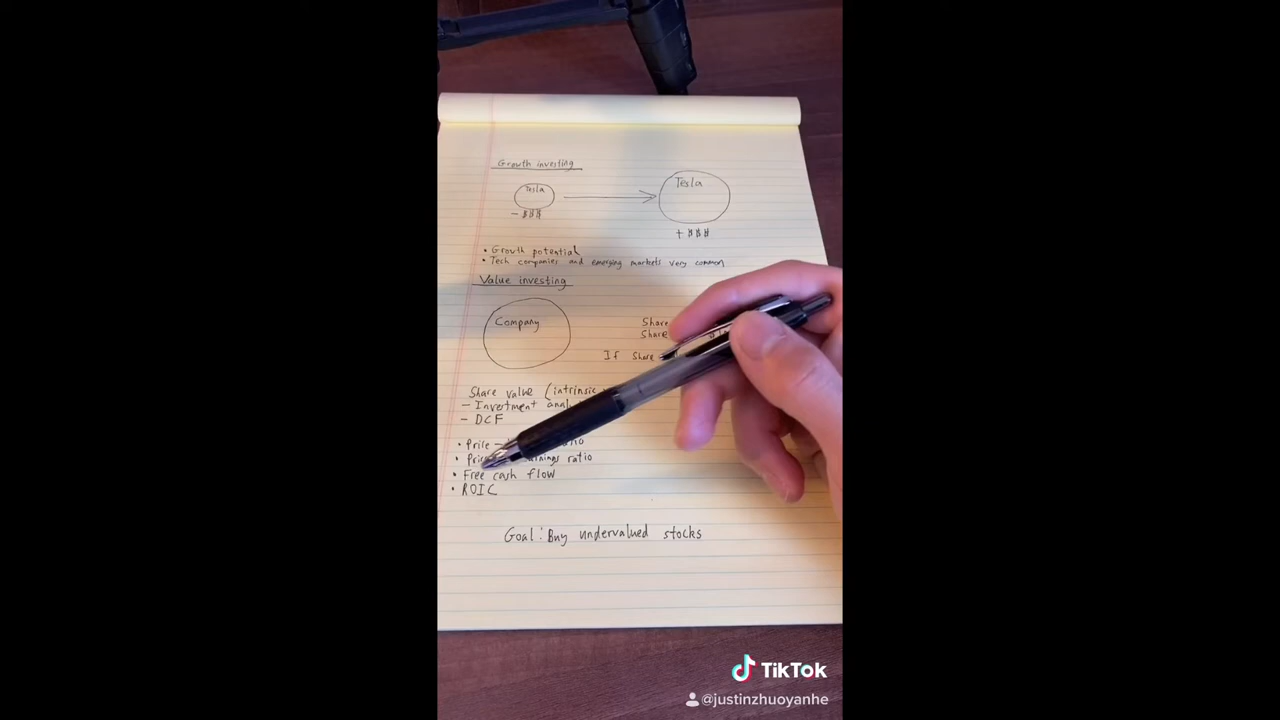 Growth investing
Tesla
Tesla
- $$$
+ $$$
• Growth potential
• Tech companies and emerging markets very common
Value investing
Company
Share
Share
If Share
Share value (intrinsic
- Investment
- DCF
• Price
ratio
• Free cash flow
• ROIC
Goal: Buy undervalued stocks
TikTok
@justinzhuoyanhe